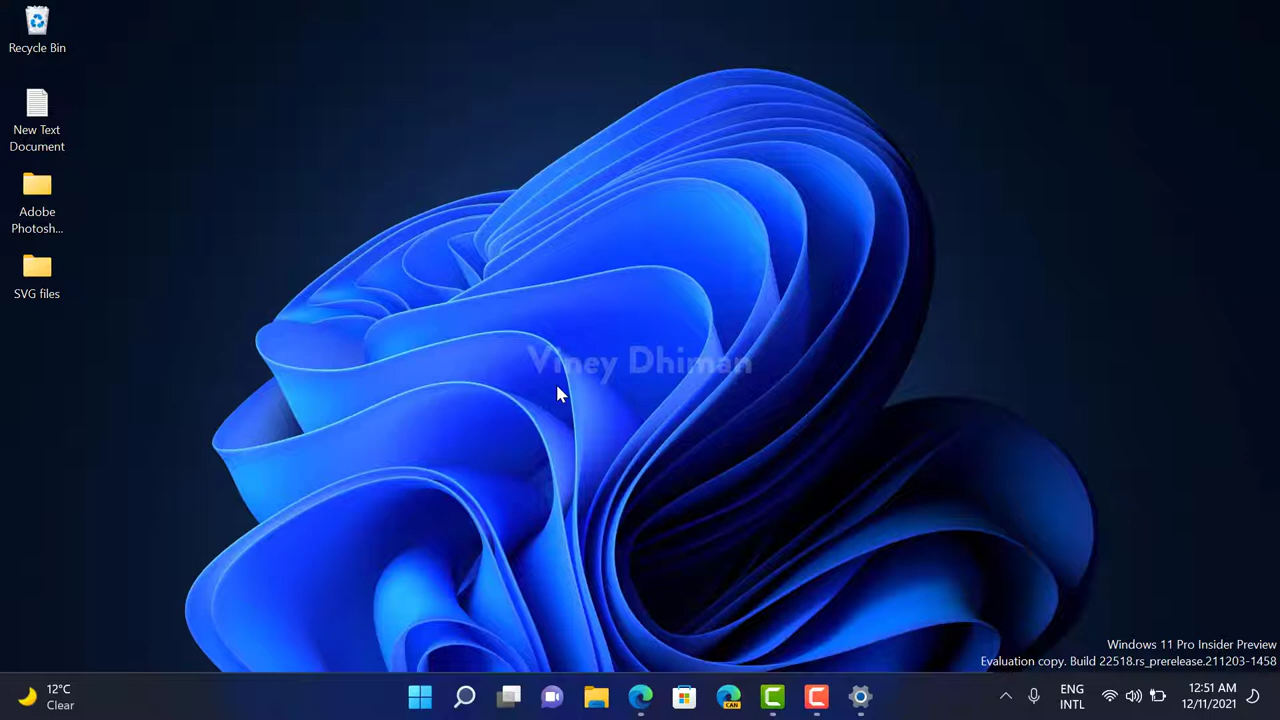 Recycle Bin
New Text
Document
Adobe
Photosh...
SVG files
Viney Dhiman
Windows 11 Pro Insider Preview
Evaluation copy. Build 22518.rs_prerelease.211203-1458
12°C
Clear
CAN
ENG
INTL
12:51 AM
12/11/2021